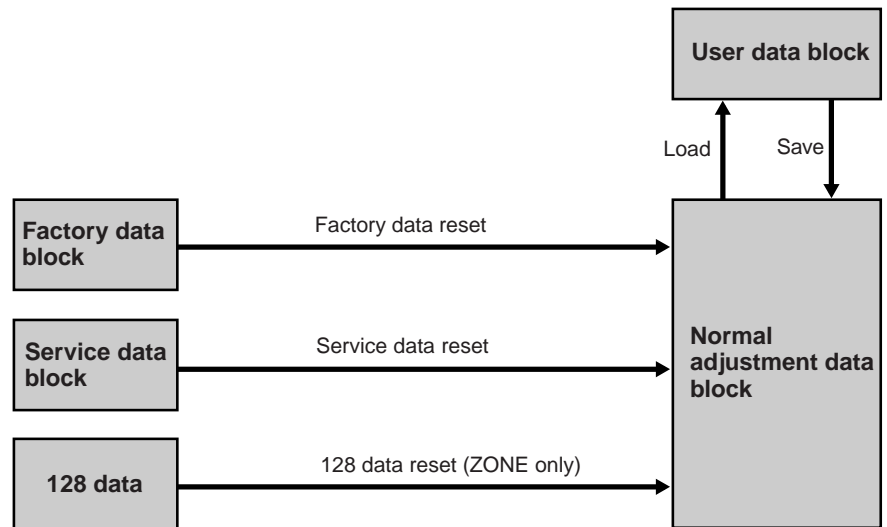 User data block
Load
Save
Factory data
block
Factory data reset
Service data
block
Service data reset
Normal
adjustment data
block
128 data
128 data reset (ZONE only)